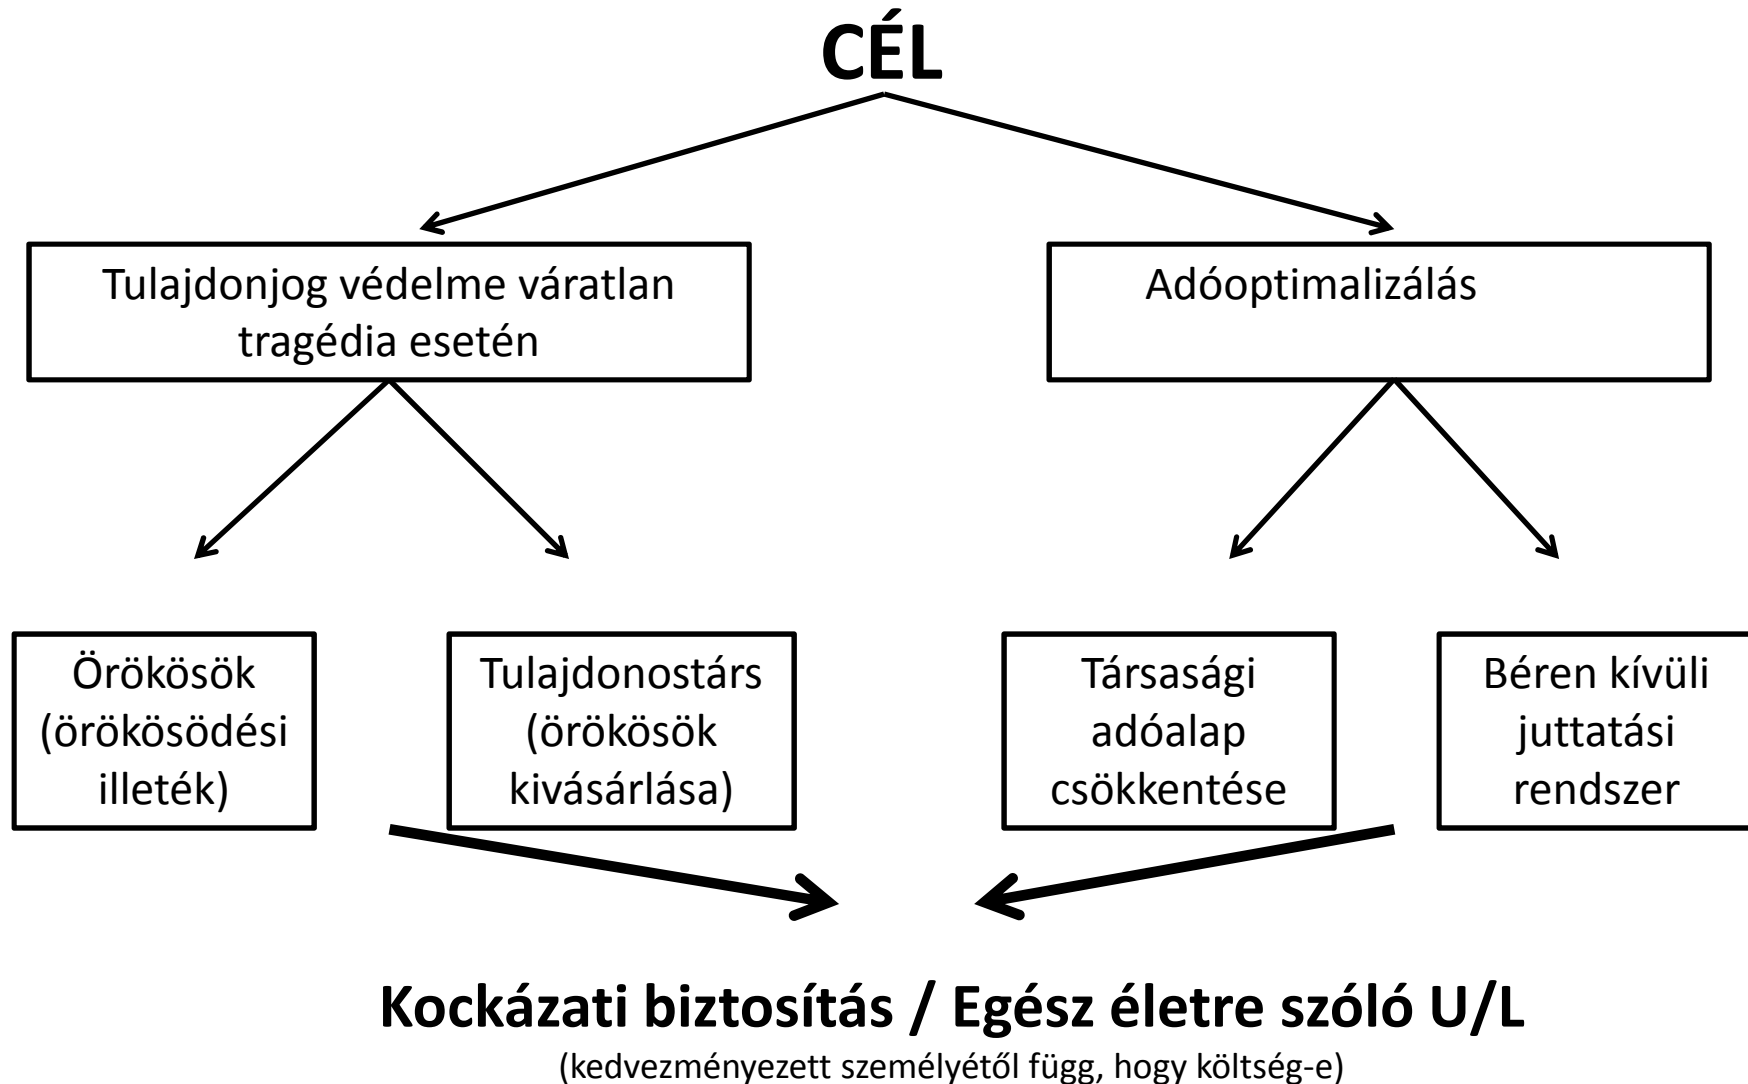 CÉL
Tulajdonjog védelme váratlan
tragédia esetén
Adóoptimalizálás
Örökösök
(örökösödési
illeték)
Tulajdonostárs
(örökösök
kivásárlása)
Társasági
adóalap
csökkentése
Béren kívüli
juttatási
rendszer
Kockázati biztosítás / Egész életre szóló U/L
(kedvezményezett személyétől függ, hogy költség-e)